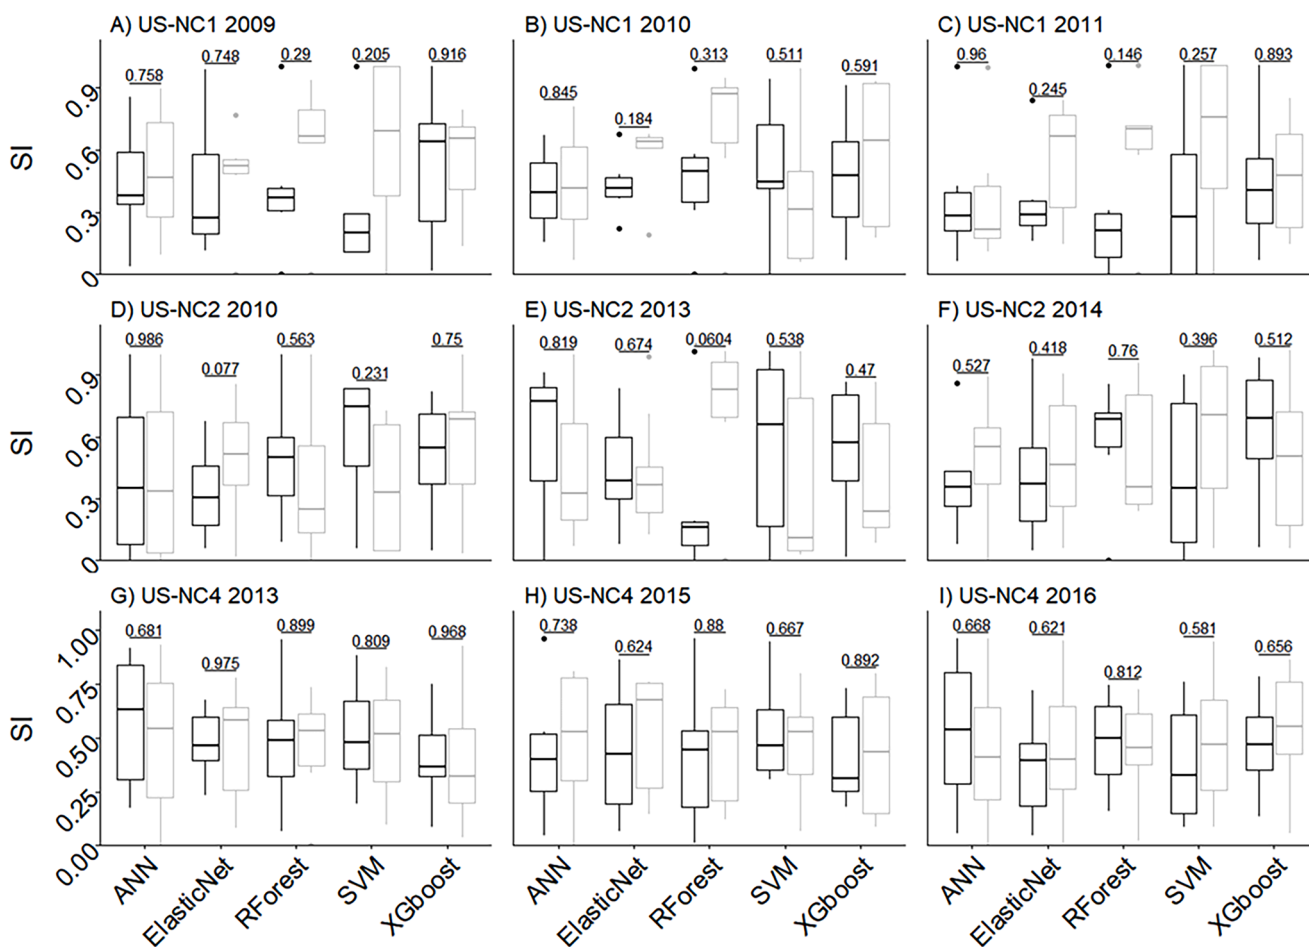 A) US-NC1 2009
B) US-NC1 2010
C) US-NC1 2011
SI
0.9
0.6
0.3
0
0.758
0.748
0.29
0.205
0.916
0.845
0.184
0.313
0.511
0.591
0.96
0.245
0.146
0.257
0.893
D) US-NC2 2010
E) US-NC2 2013
F) US-NC2 2014
SI
0.9
0.6
0.3
0
0.986
0.077
0.563
0.231
0.75
0.819
0.674
0.0604
0.538
0.47
0.527
0.418
0.76
0.396
0.512
G) US-NC4 2013
H) US-NC4 2015
I) US-NC4 2016
SI
1.00
0.75
0.50
0.25
0.00
0.681
0.975
0.899
0.809
0.968
0.738
0.624
0.88
0.667
0.892
0.668
0.621
0.812
0.581
0.656
ANN
ElasticNet
RForest
SVM
XGboost
ANN
ElasticNet
RForest
SVM
XGboost
ANN
ElasticNet
RForest
SVM
XGboost